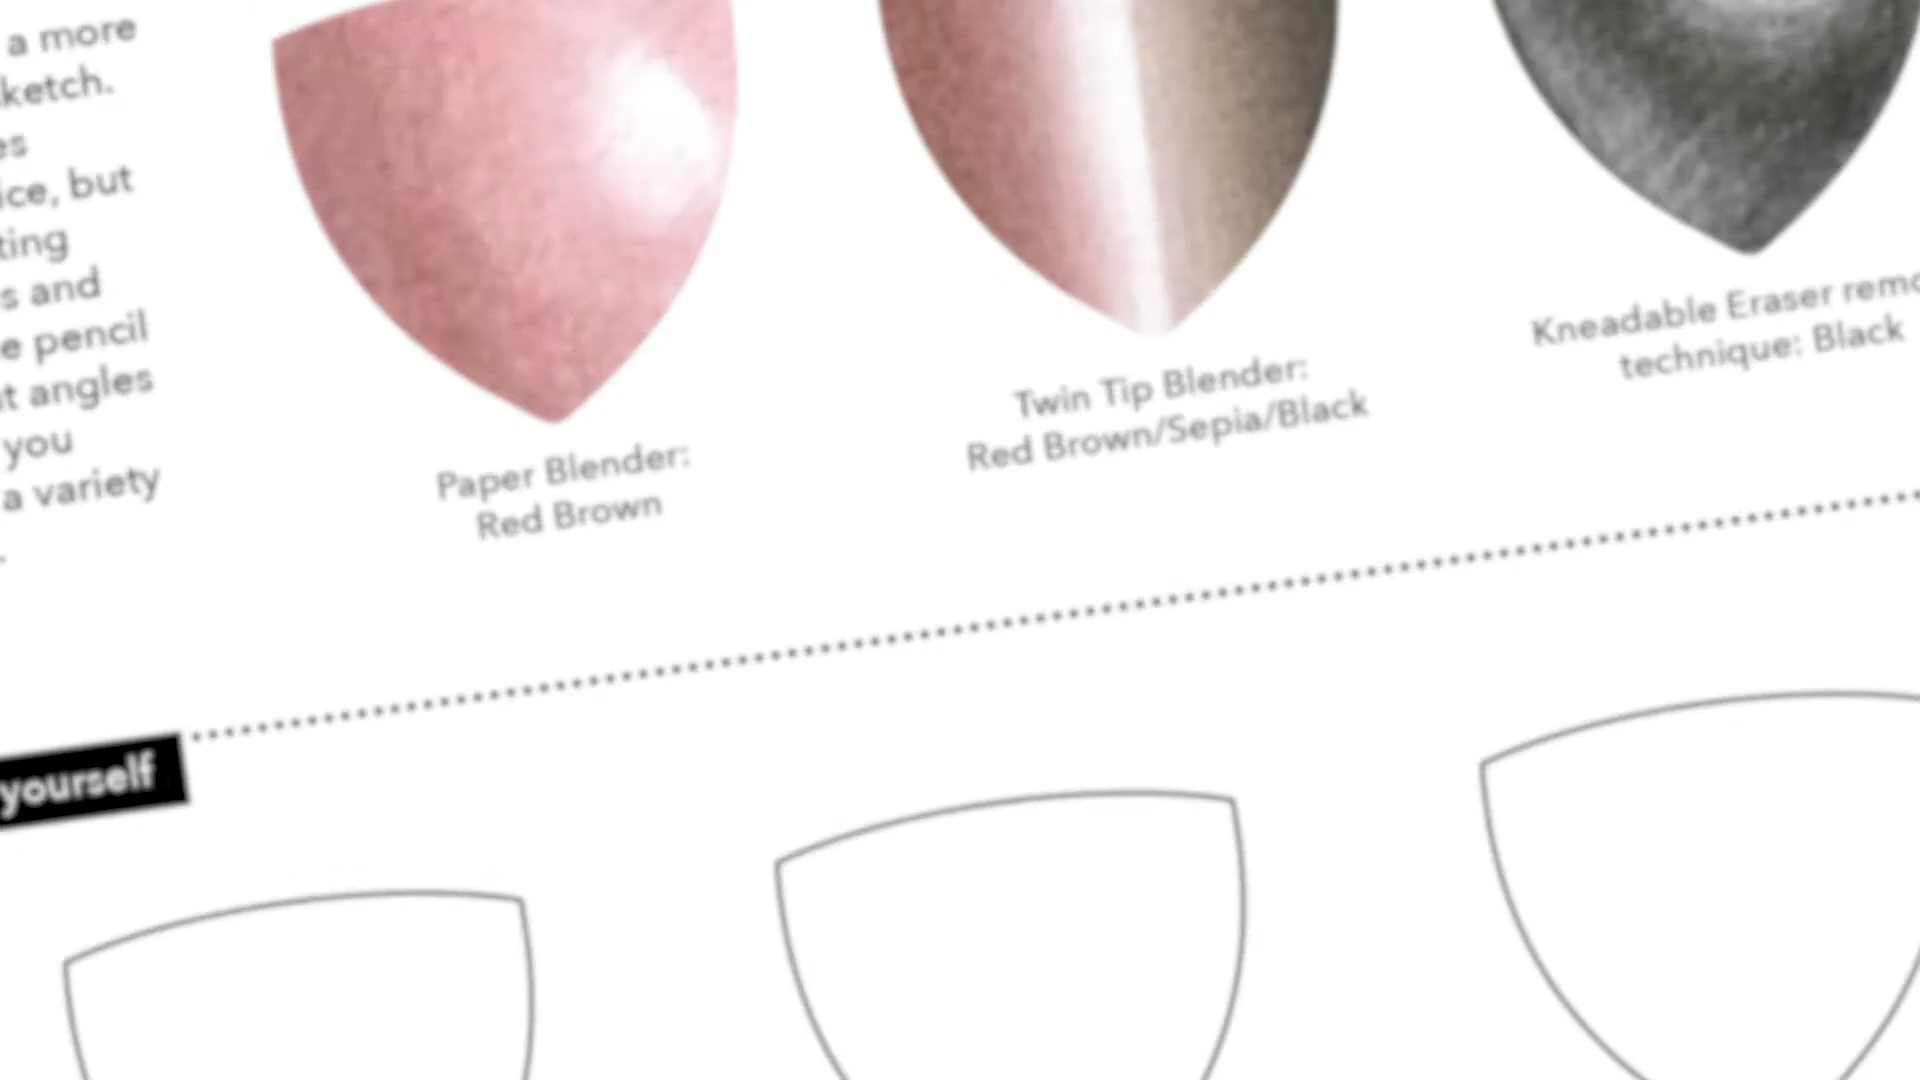 a more
ketch.
es
ice, but
ting
s and
e pencil
t angles
you
a variety
Paper Blender:
Red Brown
Twin Tip Blender:
Red Brown/Sepia/Black
Kneadable Eraser remo
technique: Black
yourself